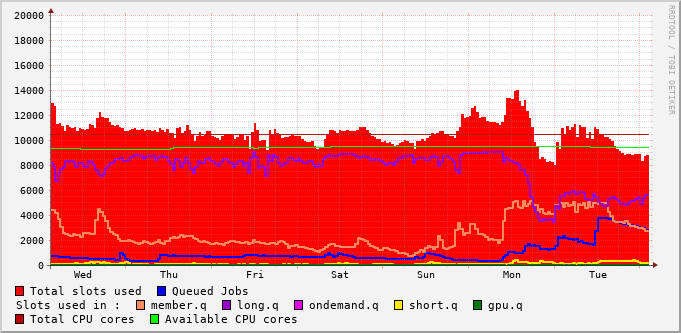 RRDTOOL / TOBI OETIKER
20000
18000
16000
14000
12000
10000
8000
6000
4000
2000
0
Wed Thu Fri Sat Sun Mon Tue
Total slots used Queued Jobs
Slots used in : member.q long.q ondemand.q short.q gpu.q
Total CPU cores Available CPU cores